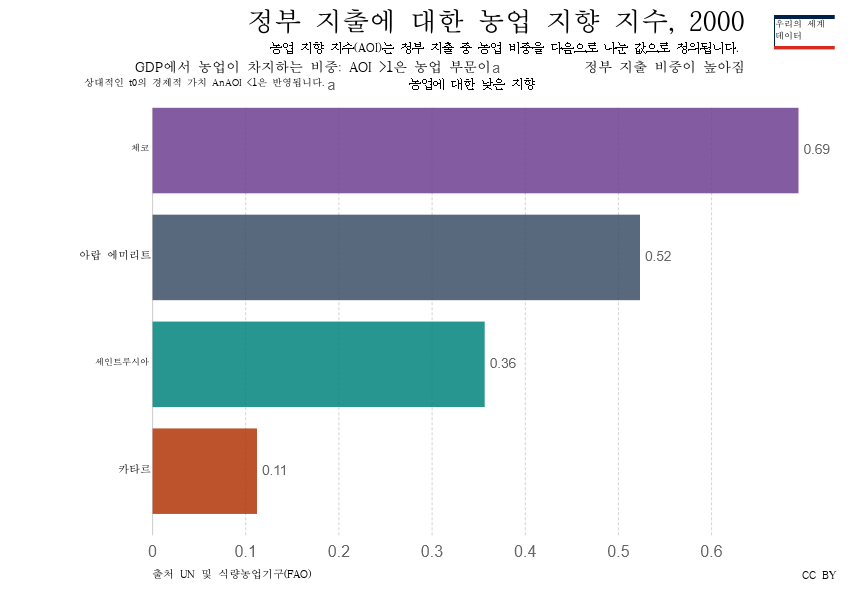 정부 지출에 대한 농업 지향 지수, 2000
우리의 세계
데이터
농업 지향 지수(AOI)는 정부 지출 중 농업 비중을 다음으로 나눈 값으로 정의됩니다.
GDP에서 농업이 차지하는 비중: AOI >1은 농업 부문이a 정부 지출 비중이 높아짐
상대적인 t0의 경제적 가치 AnAOI <1은 반영됩니다. a 농업에 대한 낮은 지향
체코 0.69
아랍 에미리트 0.52
세인트루시아 0.36
카타르 0.11
0 0.1 0.2 0.3 0.4 0.5 0.6
출처 UN 및 식량농업기구(FAO) CC BY